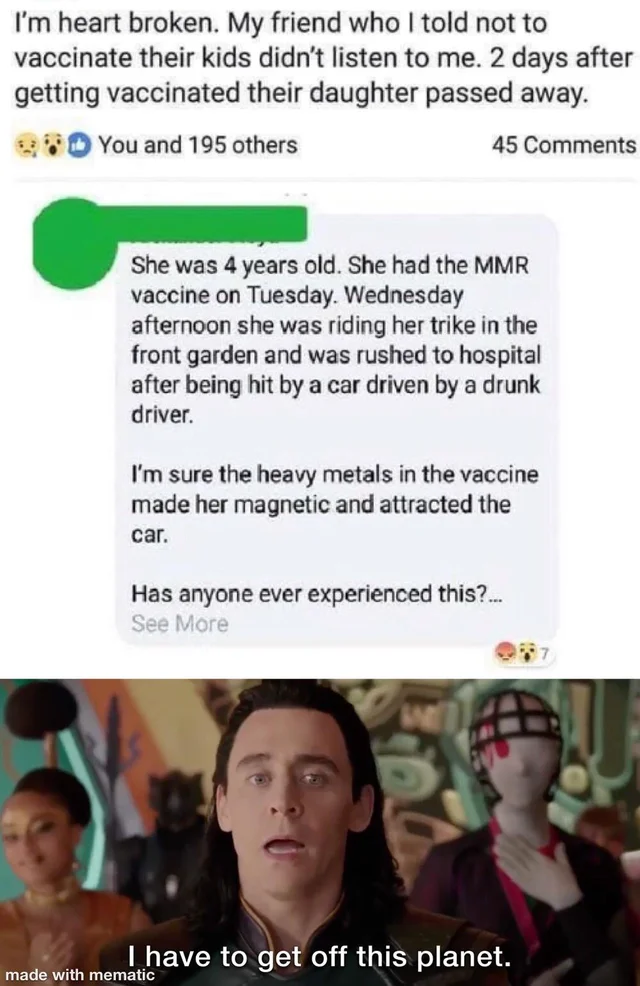 I'm heart broken. My friend who I told not to
vaccinate their kids didn't listen to me. 2 days after
getting vaccinated their daughter passed away.
You and 195 others
45 Comments
She was 4 years old. She had the MMR
vaccine on Tuesday. Wednesday
afternoon she was riding her trike in the
front garden and was rushed to hospital
after being hit by a car driven by a drunk
driver.
I'm sure the heavy metals in the vaccine
made her magnetic and attracted the
car.
Has anyone ever experienced this?...
See More
7
I have to get off this planet.
made with mematic